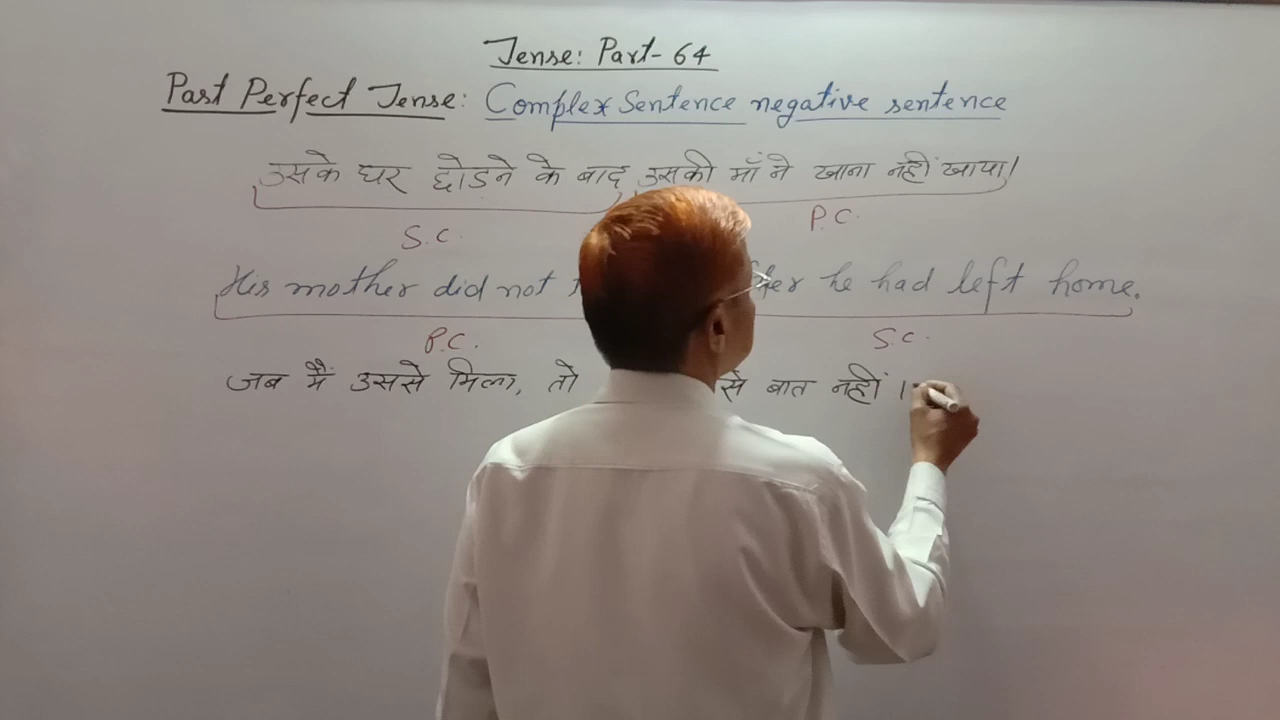 Tense: Part-64
Past Perfect Tense: Complex Sentence negative sentence
उसके घर छोडने के बाद उसकी माँ ने खाना नहीं खाया।
S.C. P.C.
His mother did not he had left home.
P.C. S.C.
जब मैं उससे मिला, तो से बात नहीं